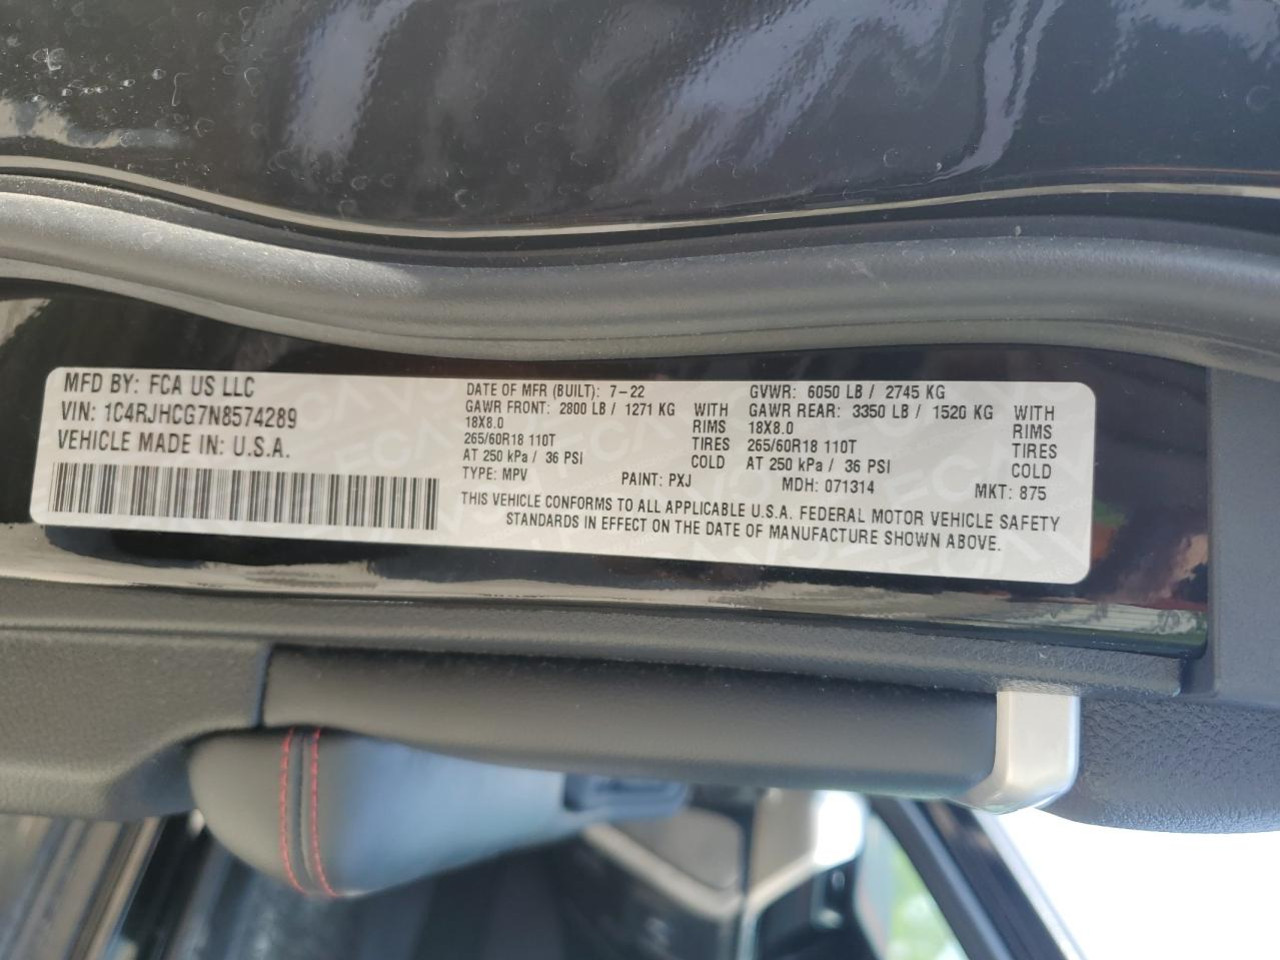 MFD BY: FCA US LLC
VIN: 1C4RJHCG7N8574289
VEHICLE MADE IN: U.S.A.
DATE OF MFR (BUILT): 7-22 GVWR: 6050 LB / 2745 KG
GAWR FRONT: 2800 LB / 1271 KG WITH GAWR REAR: 3350 LB / 1520 KG WITH
18X8.0 RIMS 18X8.0 RIMS
265/60R18 110T TIRES 265/60R18 110T TIRES
AT 250 kPa / 36 PSI COLD AT 250 kPa / 36 PSI COLD
TYPE: MPV PAINT: PXJ MDH: 071314 MKT: 875
THIS VEHICLE CONFORMS TO ALL APPLICABLE U.S.A. FEDERAL MOTOR VEHICLE SAFETY
STANDARDS IN EFFECT ON THE DATE OF MANUFACTURE SHOWN ABOVE.